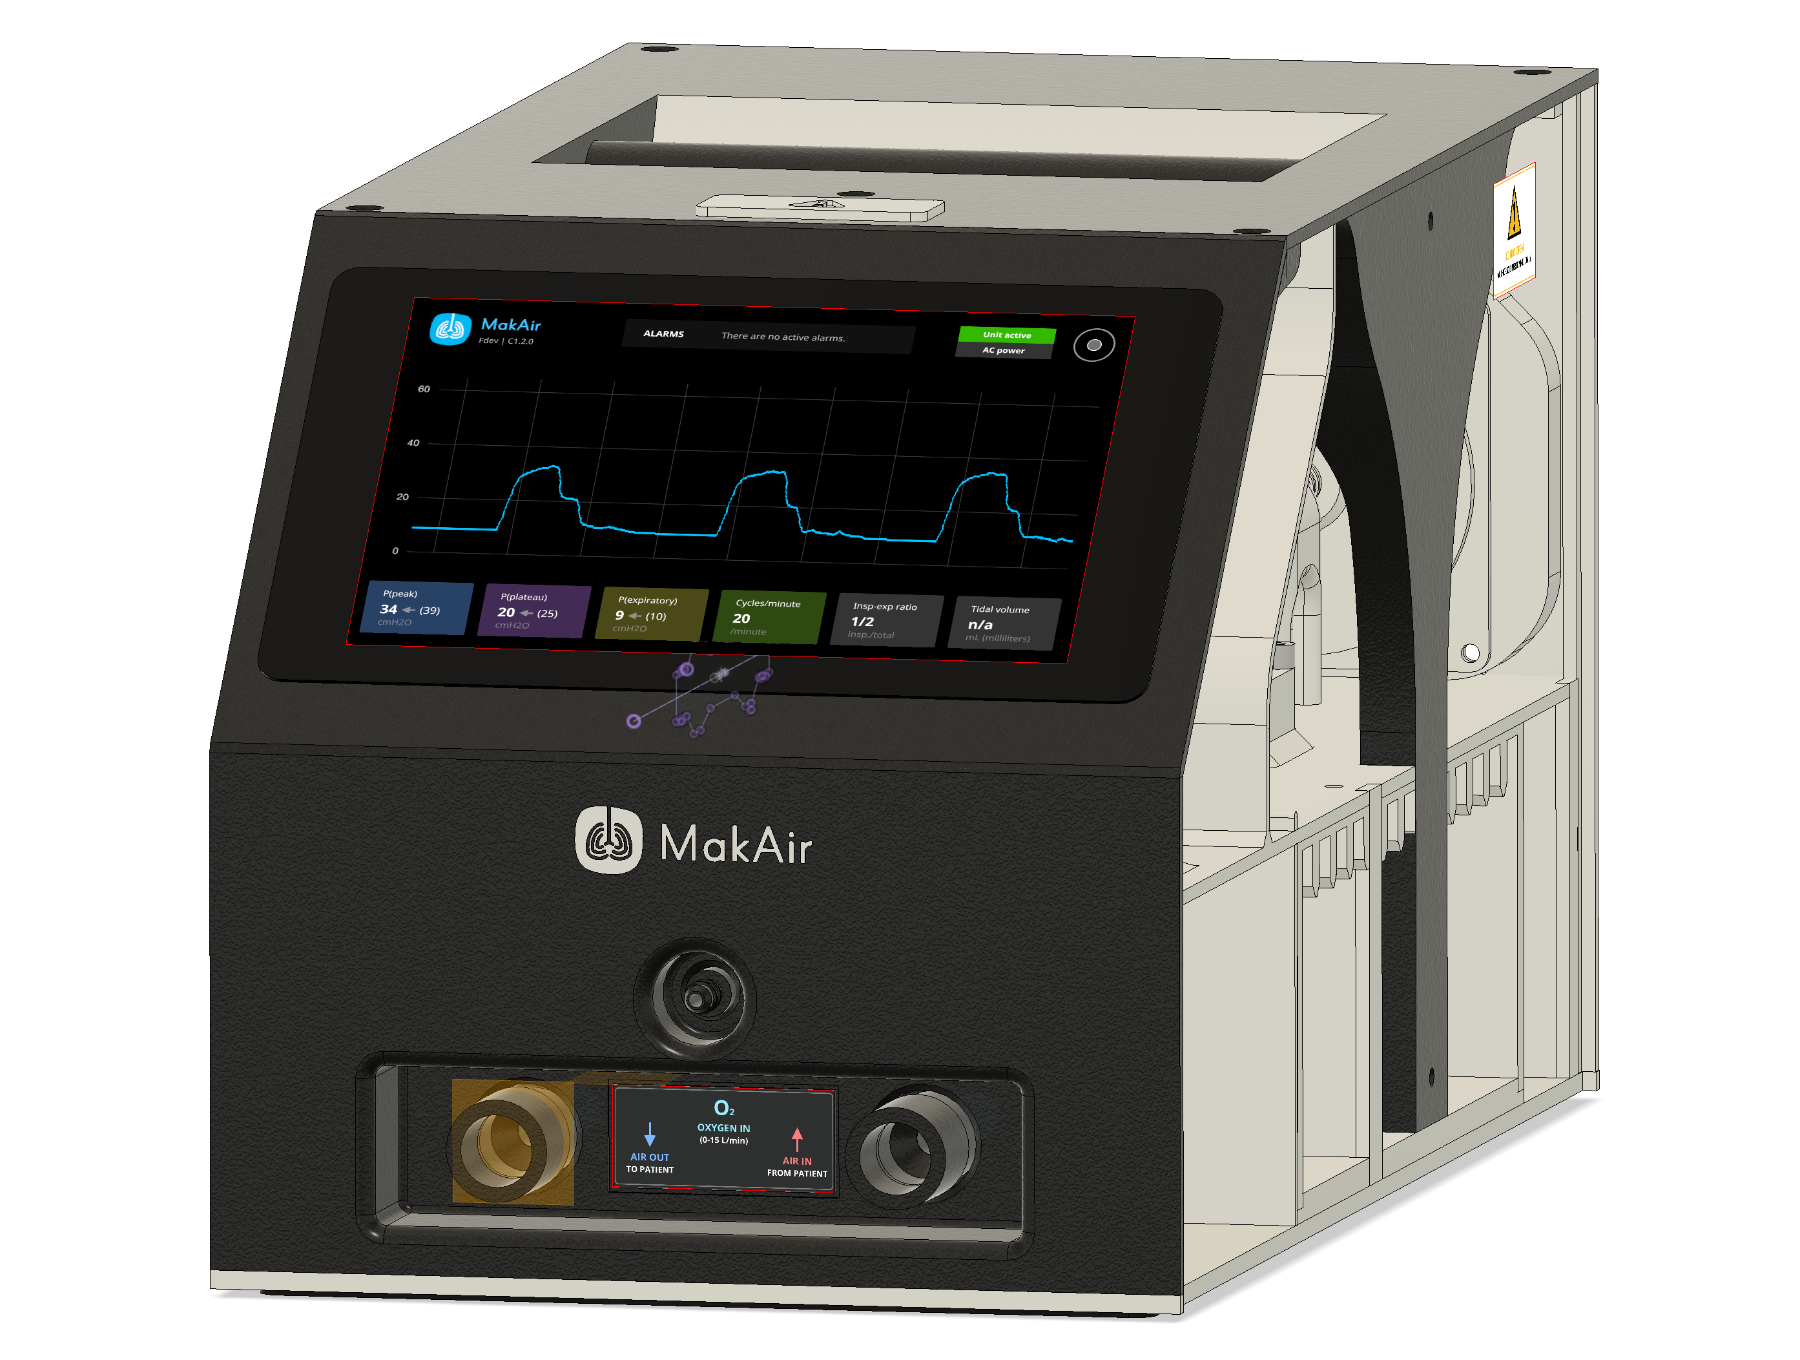 MakAir
Fdev | C1.2.0
ALARMS There are no active alarms.
Unit active
AC power
60
40
20
0
P(peak)
34 ← (39)
cmH2O
P(plateau)
20 ← (25)
cmH2O
P(expiratory)
9 ← (10)
cmH2O
Cycles/minute
20
/minute
Insp-exp ratio
1/2
insp./total
Tidal volume
n/a
mL (milliliters)
MakAir
O₂
OXYGEN IN
(0-15 L/min)
AIR OUT
TO PATIENT
AIR IN
FROM PATIENT